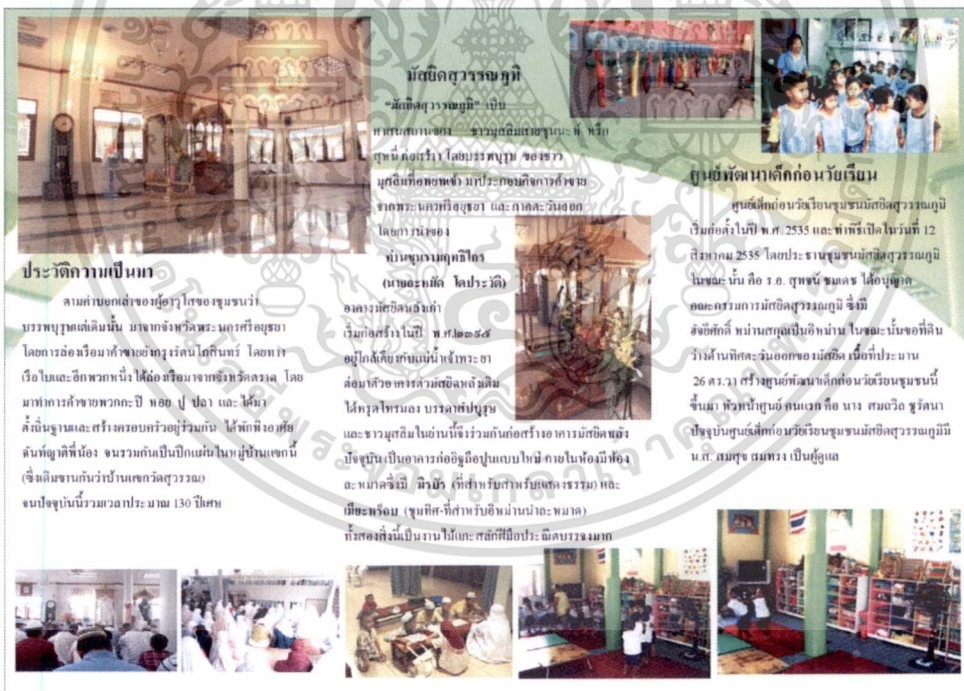 ประวัติความเป็นมา
ตามคำบอกเล่าของผู้อาวุโสของชุมชนว่า
บรรพบุรุษแต่เดิมนั้น มาจากจังหวัดพระนครศรีอยุธยา
โดยการล่องเรือมาค้าขายยังกรุงรัตนโกสินทร์ โดยทาง
เรือใบและอีกพวกหนึ่งได้ล่องเรือมาจากจังหวัดตราด โดย
มาทำการค้าขายพวกกะปิ หอย ปู ปลา และ ได้มา
ตั้งถิ่นฐานและสร้างครอบครัวอยู่ร่วมกัน ได้พักพิงอาศัย
ฉันท์ญาติพี่น้อง จนรวมกันเป็นปึกแผ่นในหมู่บ้านแขกนี้
(ซึ่งเดิมขานกันว่าบ้านแขกวัดสุวรรณ)
จนปัจจุบันนี้รวมเวลาประมาณ 130 ปีเศษ
มัสยิดสุวรรณภูมิ
"มัสยิดสุวรรณภูมิ" เป็น
ศาสนสถานของ ชาวมุสลิมสายซุนนะห์ หรือ
สุหนี่ ก่อสร้าง โดยบรรพบุรุษ ของชาว
มุสลิมที่อพยพเข้า มาประกอบกิจการค้าขาย
จากพระนครศรีอยุธยา และ ภาคตะวันออก
โดยการนำของ
ท่านขุนรามฤทธิไกร
(นายอะหมัด โตประวัติ)
อาคารมัสยิดหลังเก่า
เริ่มก่อสร้างในปี พ.ศ.๒๓๕๔
อยู่ใกล้เคียงกับแม่น้ำเจ้าพระยา
ต่อมาตัวอาคารตัวมัสยิดหลังเดิม
ได้ทรุดโทรมลง บรรดาสัปบุรุษ
และชาวมุสลิมในย่านนี้จึงร่วมกันก่อสร้างอาคารมัสยิดหลัง
ปัจจุบัน เป็นอาคารก่ออิฐถือปูนแบบใหม่ ภายในห้องมีห้อง
ละหมาดซึ่งมี มิมบัร (ที่สำหรับสำหรับแสดงธรรม) และ
เมียะหร็อบ (ซุมทิศ-ที่สำหรับอิหม่านนำละหมาด)
ทั้งสองสิ่งนี้เป็นงานไม้แกะสลักฝีมือประณีตบรรจงมาก
ศูนย์พัฒนาเด็กก่อนวัยเรียน
ศูนย์เด็กก่อนวัยเรียนชุมชนมัสยิดสุวรรณภูมิ
เริ่มก่อตั้งในปี พ.ศ. 2535 และ ทำพิธีเปิดในวันที่ 12
สิงหาคม 2535 โดยประธานชุมชนมัสยิดสุวรรณภูมิ
ในขณะนั้น คือ ร.อ. สุพจน์ ชมเดช ได้อนุญาต
คณะกรรมการมัสยิดสุวรรณภูมิ ซึ่งมี
หม่านสกุลเป็นอิหม่าน ในขณะนั้นขอที่ดิน
ว่างด้านทิศตะวันออกของมัสยิด เนื้อที่ประมาณ
26 ตร.วา สร้างศูนย์พัฒนาเด็กก่อนวัยเรียนชุมชนนี้
ขึ้นมา หัวหน้าศูนย์ คนแรก คือ นาง สมถวิล ชูรัตนา
ปัจจุบันศูนย์เด็กก่อนวัยเรียนชุมชนมัสยิดสุวรรณภูมิมี
น.ส. สมสุข สมทรง เป็นผู้ดูแล